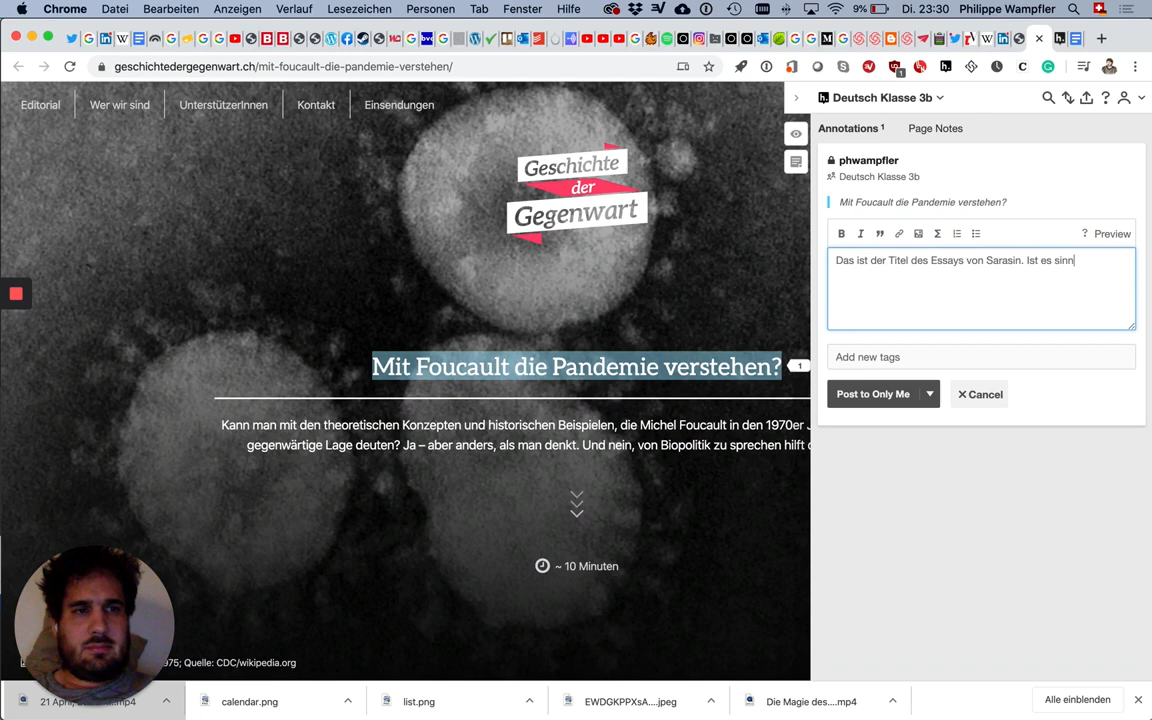 Chrome Datei Bearbeiten Anzeigen Verlauf Lesezeichen Personen Tab Fenster Hilfe 9% Di. 23:30 Philippe Wampfler
geschichtedergegenwart.ch/mit-foucault-die-pandemie-verstehen/
Editorial Wer wir sind UnterstützerInnen Kontakt Einsendungen
Deutsch Klasse 3b
Annotations 1 Page Notes
Geschichte
der
Gegenwart
phwampfler
Deutsch Klasse 3b
Mit Foucault die Pandemie verstehen?
? Preview
Das ist der Titel des Essays von Sarasin. Ist es sinn
Add new tags
Post to Only Me
Cancel
Mit Foucault die Pandemie verstehen?
1
Kann man mit den theoretischen Konzepten und historischen Beispielen, die Michel Foucault in den 1970er
gegenwärtige Lage deuten? Ja – aber anders, als man denkt. Und nein, von Biopolitik zu sprechen hilft
~ 10 Minuten
975; Quelle: CDC/wikipedia.org
calendar.png
list.png
EWDGKPPXsA....jpeg
Die Magie des....mp4
Alle einblenden